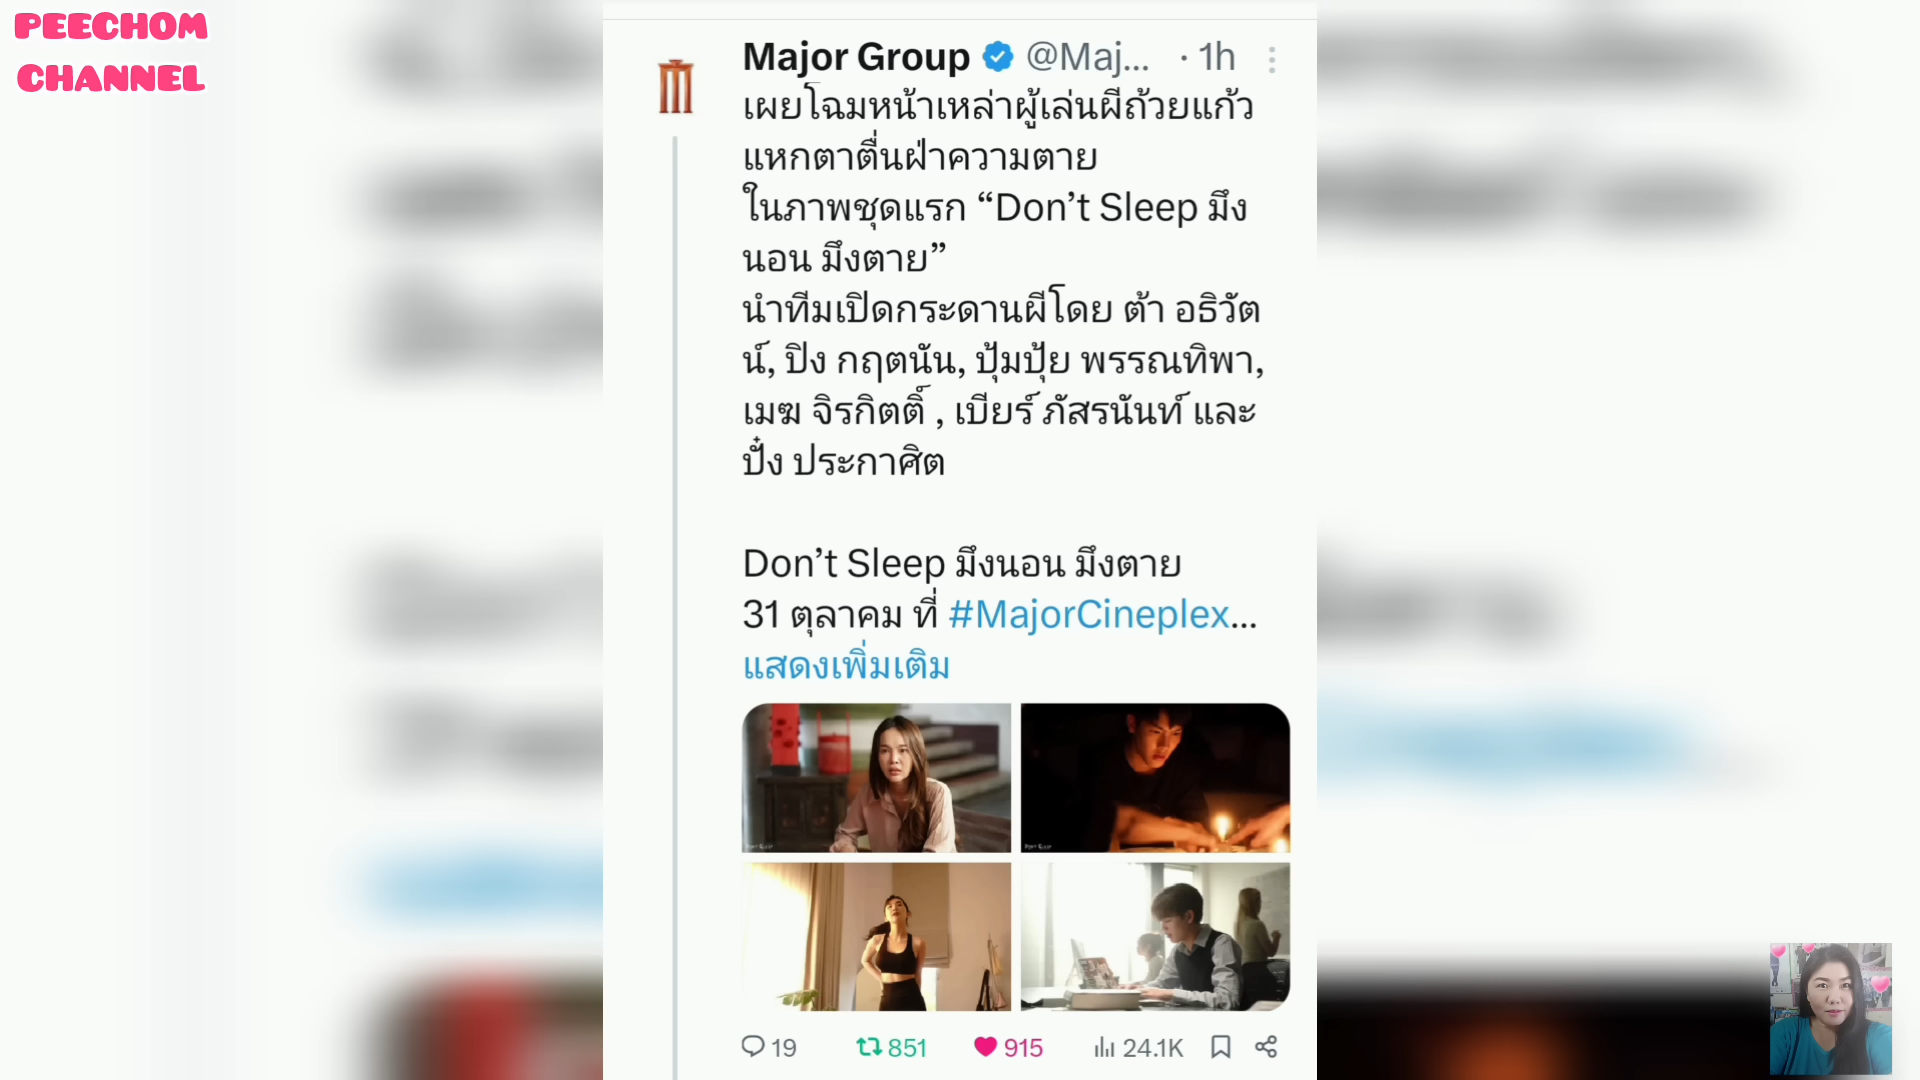 PEECHOM
CHANNEL
Major Group @Maj... · 1h
เผยโฉมหน้าเหล่าผู้เล่นผีถ้วยแก้ว
แหกตาตื่นฝ่าความตาย
ในภาพชุดแรก “Don’t Sleep มึง
นอน มึงตาย”
นำทีมเปิดกระดานผีโดย ต้า อธิวัต
น์, ปิง กฤตนัน, ปุ้มปุ้ย พรรณทิพา,
เมฆ จิรกิตติ์ , เบียร์ ภัสรนันท์ และ
ปั๋ง ประกาศิต
Don’t Sleep มึงนอน มึงตาย
31 ตุลาคม ที่ #MajorCineplex...
แสดงเพิ่มเติม
19 851 915 24.1K